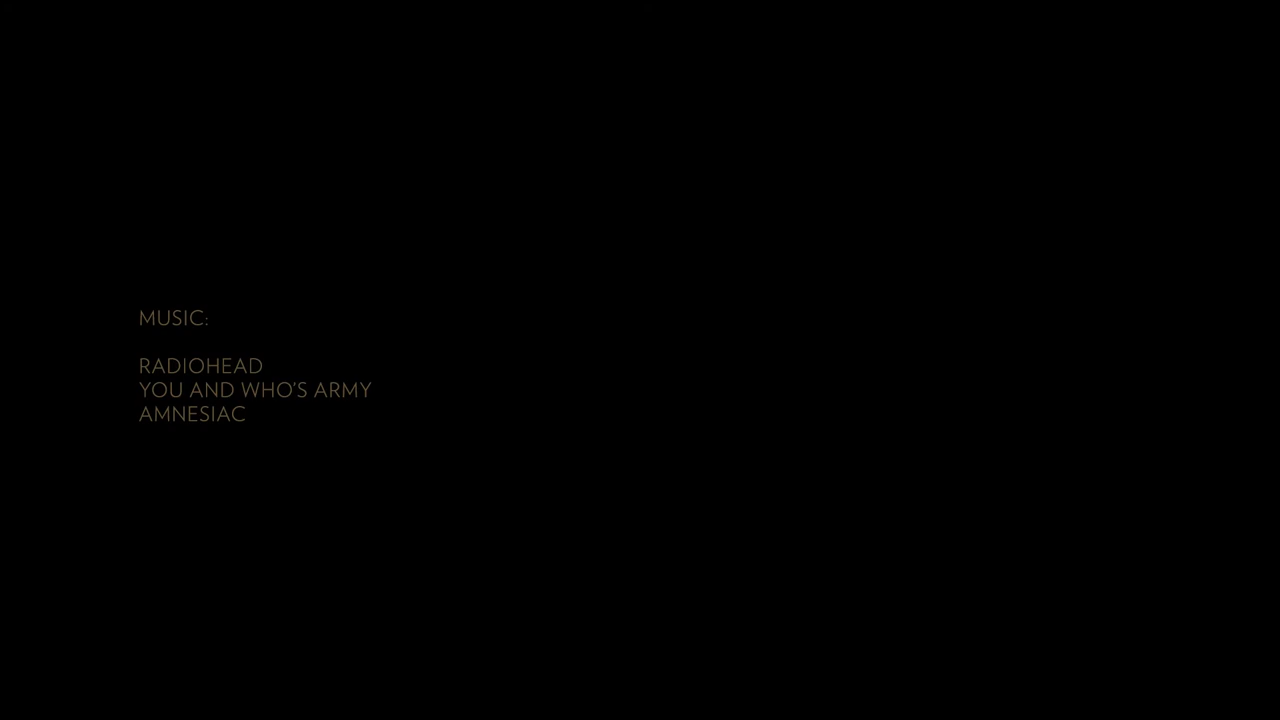 MUSIC:
RADIOHEAD
YOU AND WHO’S ARMY
AMNESIAC